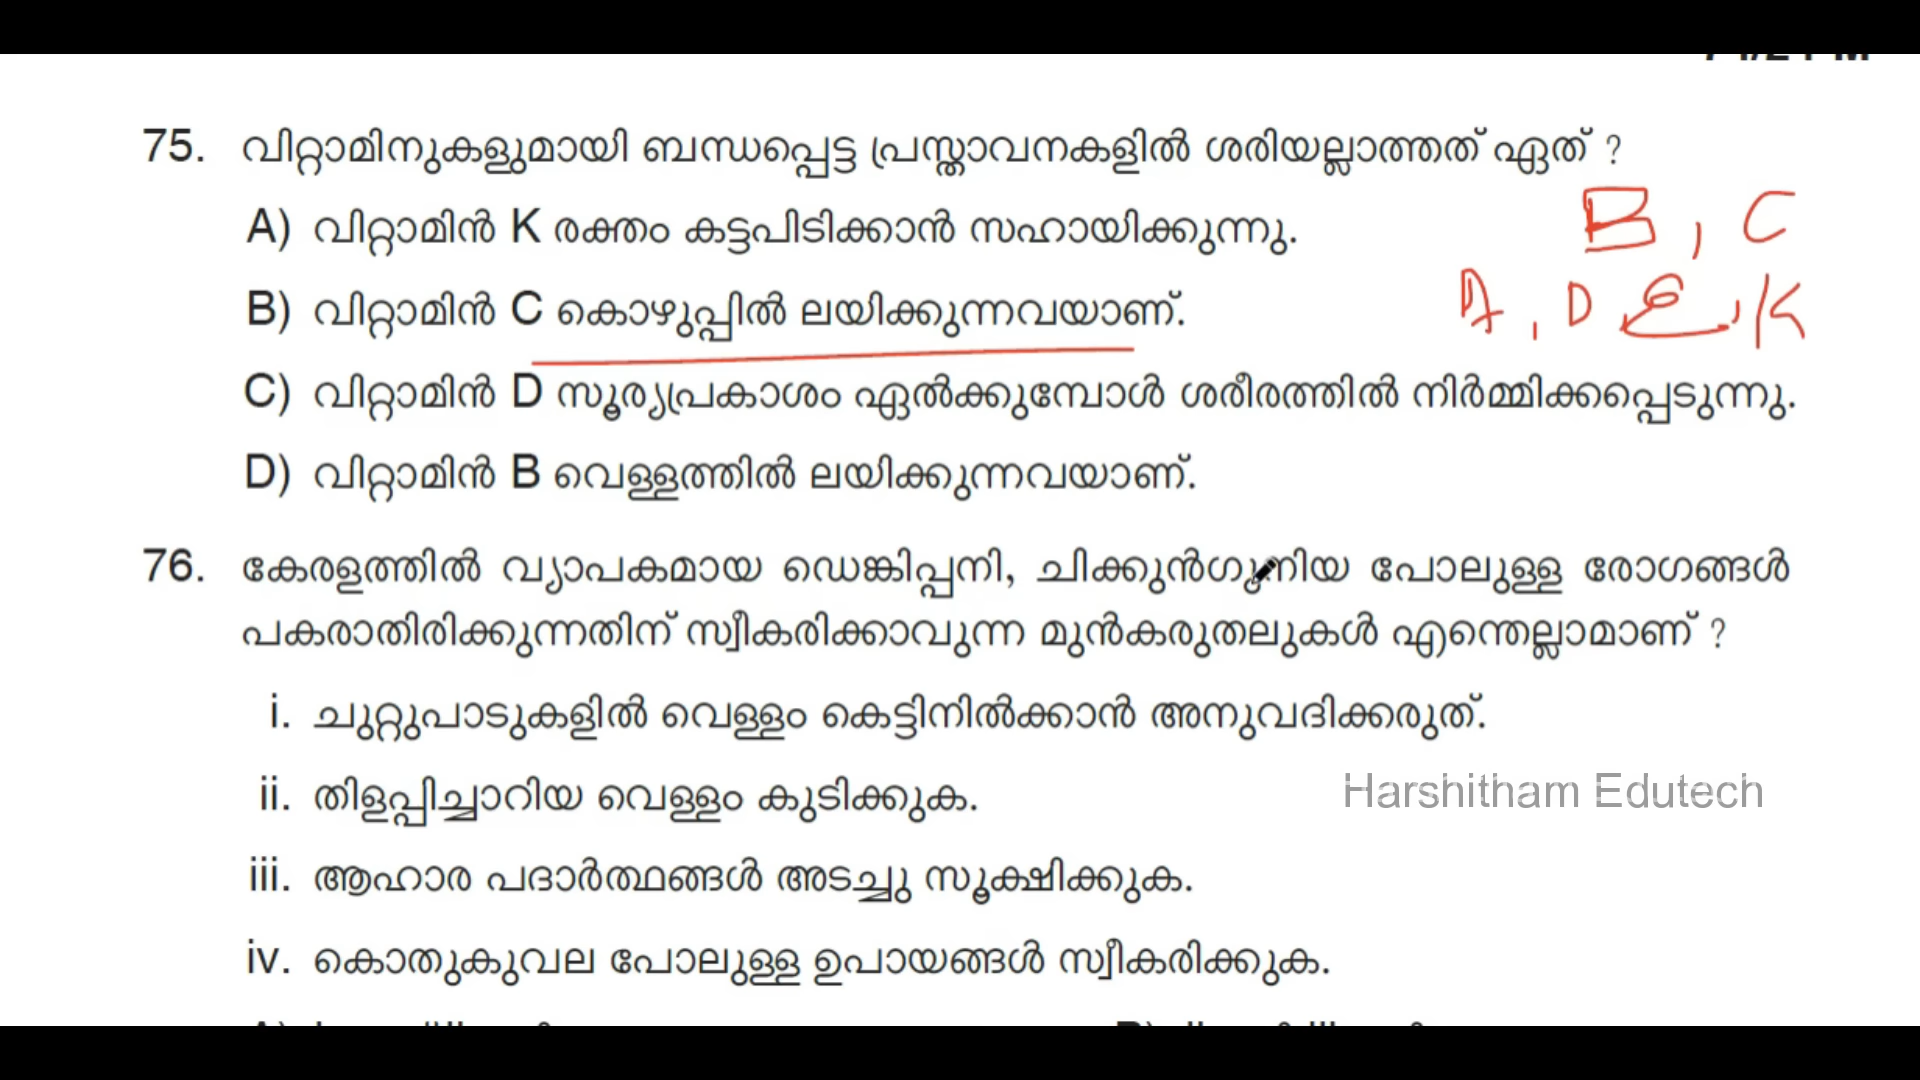 75. വിറ്റാമിനുകളുമായി ബന്ധപ്പെട്ട പ്രസ്താവനകളിൽ ശരിയല്ലാത്തത് ഏത് ?
A) വിറ്റാമിൻ K രക്തം കട്ടപിടിക്കാൻ സഹായിക്കുന്നു.
B , C
B) വിറ്റാമിൻ C കൊഴുപ്പിൽ ലയിക്കുന്നവയാണ്.
A , D E , K
C) വിറ്റാമിൻ D സൂര്യപ്രകാശം ഏൽക്കുമ്പോൾ ശരീരത്തിൽ നിർമ്മിക്കപ്പെടുന്നു.
D) വിറ്റാമിൻ B വെള്ളത്തിൽ ലയിക്കുന്നവയാണ്.
76. കേരളത്തിൽ വ്യാപകമായ ഡെങ്കിപ്പനി, ചിക്കുൻഗുനിയ പോലുള്ള രോഗങ്ങൾ
പകരാതിരിക്കുന്നതിന് സ്വീകരിക്കാവുന്ന മുൻകരുതലുകൾ എന്തെല്ലാമാണ് ?
i. ചുറ്റുപാടുകളിൽ വെള്ളം കെട്ടിനിൽക്കാൻ അനുവദിക്കരുത്.
ii. തിളപ്പിച്ചാറിയ വെള്ളം കുടിക്കുക.
Harshitham Edutech
iii. ആഹാര പദാർത്ഥങ്ങൾ അടച്ചു സൂക്ഷിക്കുക.
iv. കൊതുകുവല പോലുള്ള ഉപായങ്ങൾ സ്വീകരിക്കുക.